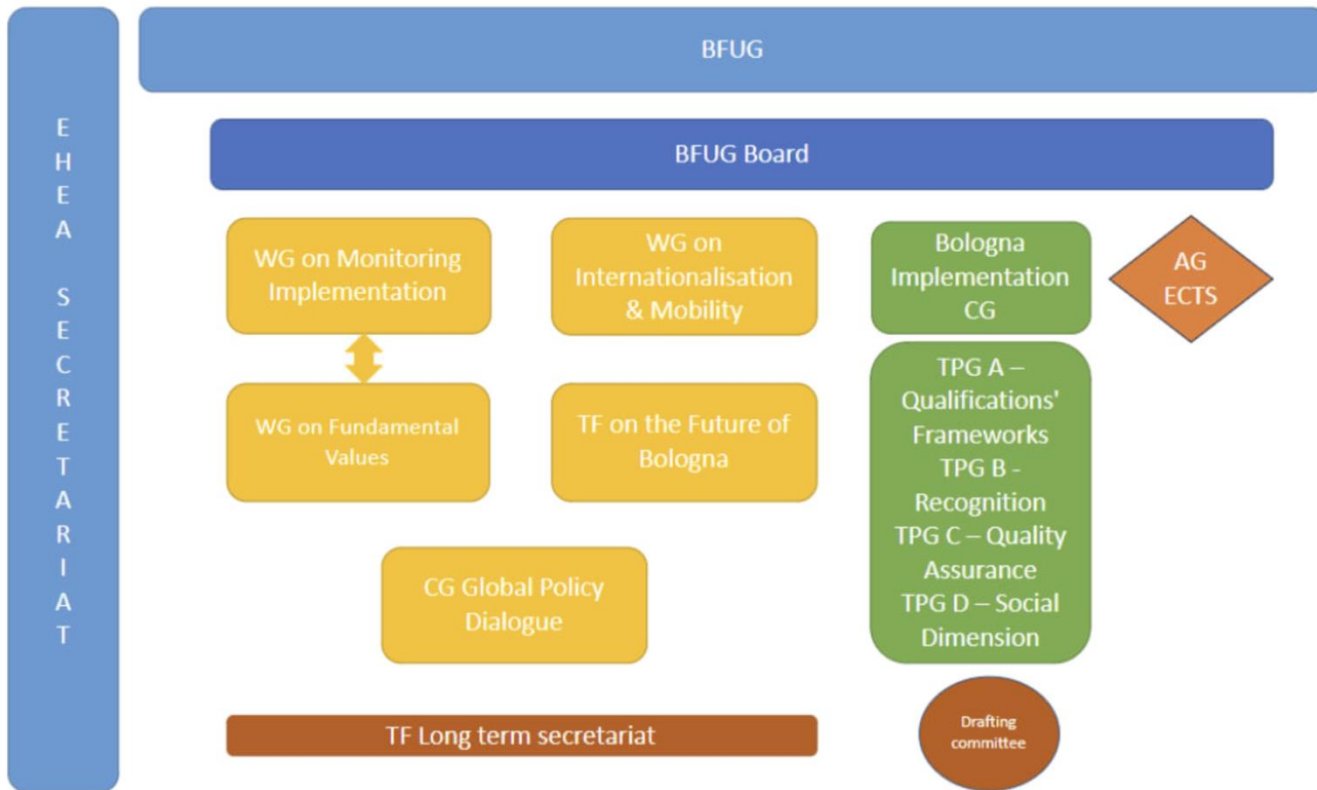 EHEA SECRETARIAT
BFUG
BFUG Board
WG on Monitoring
Implementation
WG on
Internationalisation
& Mobility
Bologna
Implementation
CG
AG
ECTS
WG on Fundamental
Values
TF on the Future of
Bologna
TPG A –
Qualifications'
Frameworks
TPG B -
Recognition
TPG C – Quality
Assurance
TPG D – Social
Dimension
CG Global Policy
Dialogue
TF Long term secretariat
Drafting
committee